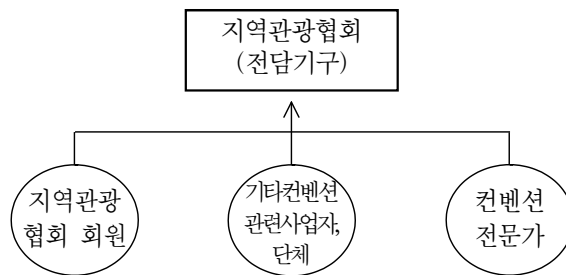 지역관광협회
(전담기구)
지역관광
협회 회원
기타컨벤션
관련사업자,
단체
컨벤션
전문가